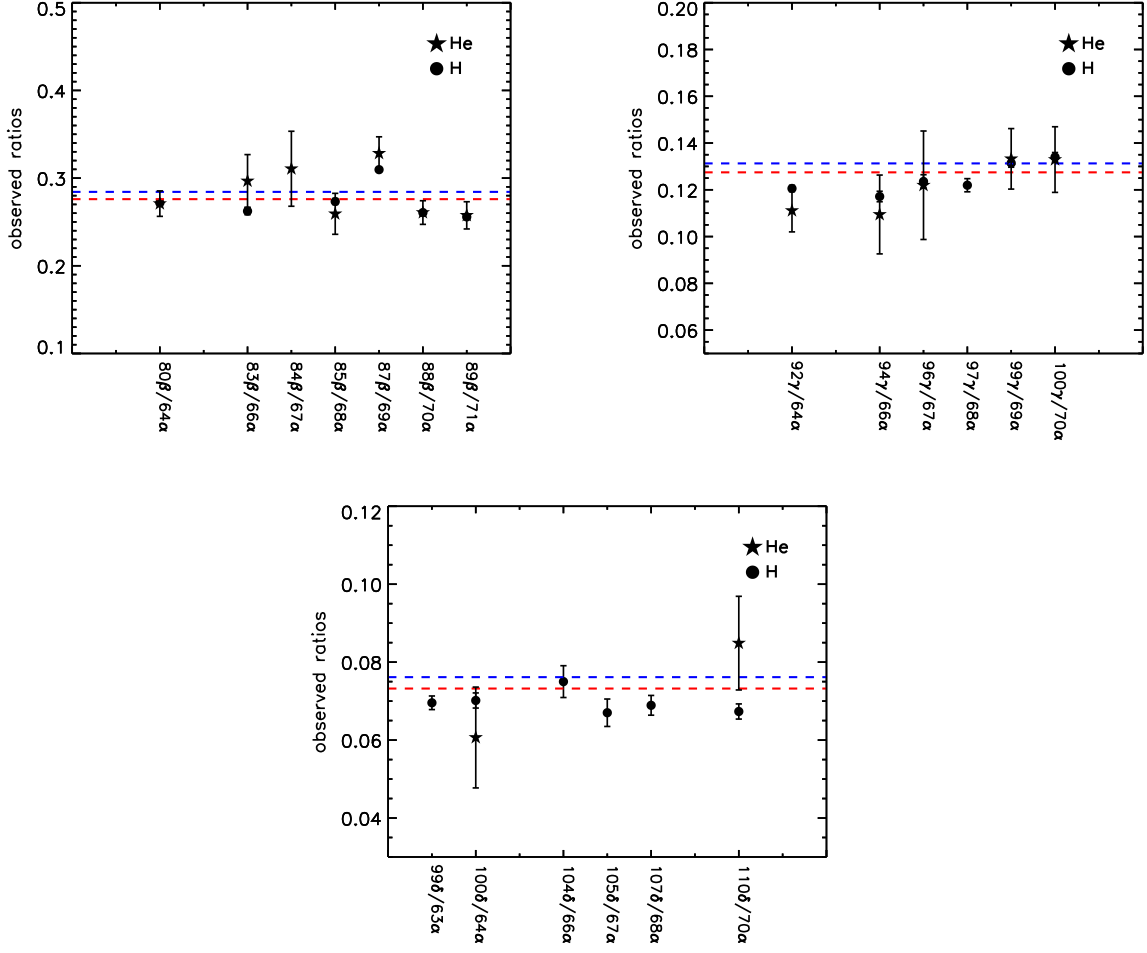 0.5
0.4
0.3
0.2
0.1
observed ratios
He
H
80β/64α
83β/66α
84β/67α
85β/68α
87β/69α
88β/70α
89β/71α
0.20
0.18
0.16
0.14
0.12
0.10
0.08
0.06
observed ratios
He
H
92γ/64α
94γ/66α
96γ/67α
97γ/68α
99γ/69α
100γ/70α
0.12
0.10
0.08
0.06
0.04
observed ratios
He
H
99δ/63α
100δ/64α
104δ/66α
105δ/67α
107δ/68α
110δ/70α